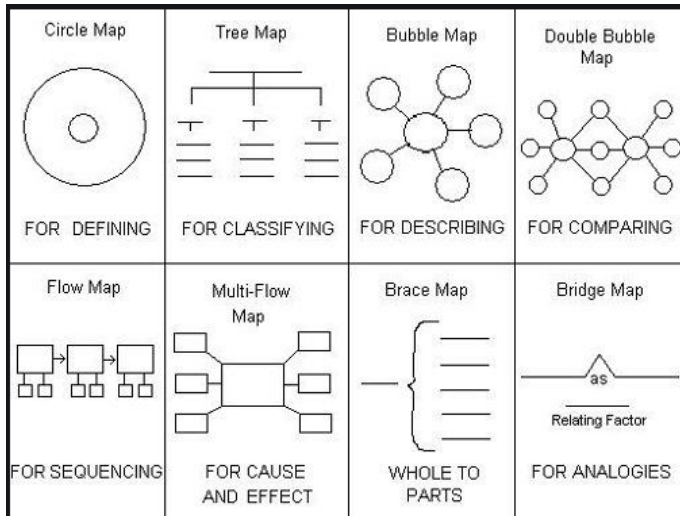 Circle Map
FOR DEFINING
Tree Map
FOR CLASSIFYING
Bubble Map
FOR DESCRIBING
Double Bubble
Map
FOR COMPARING
Flow Map
FOR SEQUENCING
Multi-Flow
Map
FOR CAUSE
AND EFFECT
Brace Map
WHOLE TO
PARTS
Bridge Map
as
Relating Factor
FOR ANALOGIES